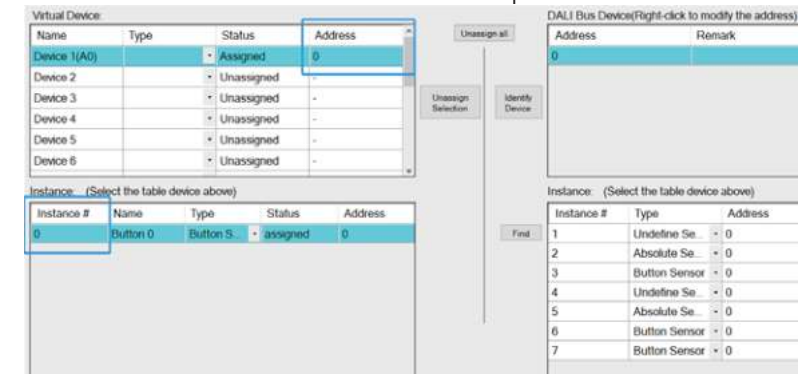 Virtual Device:
Name Type Status Address
Device 1(A0) Assigned 0
Device 2 Unassigned -
Device 3 Unassigned -
Device 4 Unassigned -
Device 5 Unassigned -
Device 6 Unassigned -
Unassign all
Unassign Selection
Identify Device
DALI Bus Device(Right-click to modify the address)
Address Remark
0
Instance: (Select the table device above)
Instance # Name Type Status Address
0 Button 0 Button S... assigned 0
Find
Instance: (Select the table device above)
Instance # Type Address
1 Undefine Se... 0
2 Absolute Se... 0
3 Button Sensor 0
4 Undefine Se... 0
5 Absolute Se... 0
6 Button Sensor 0
7 Button Sensor 0